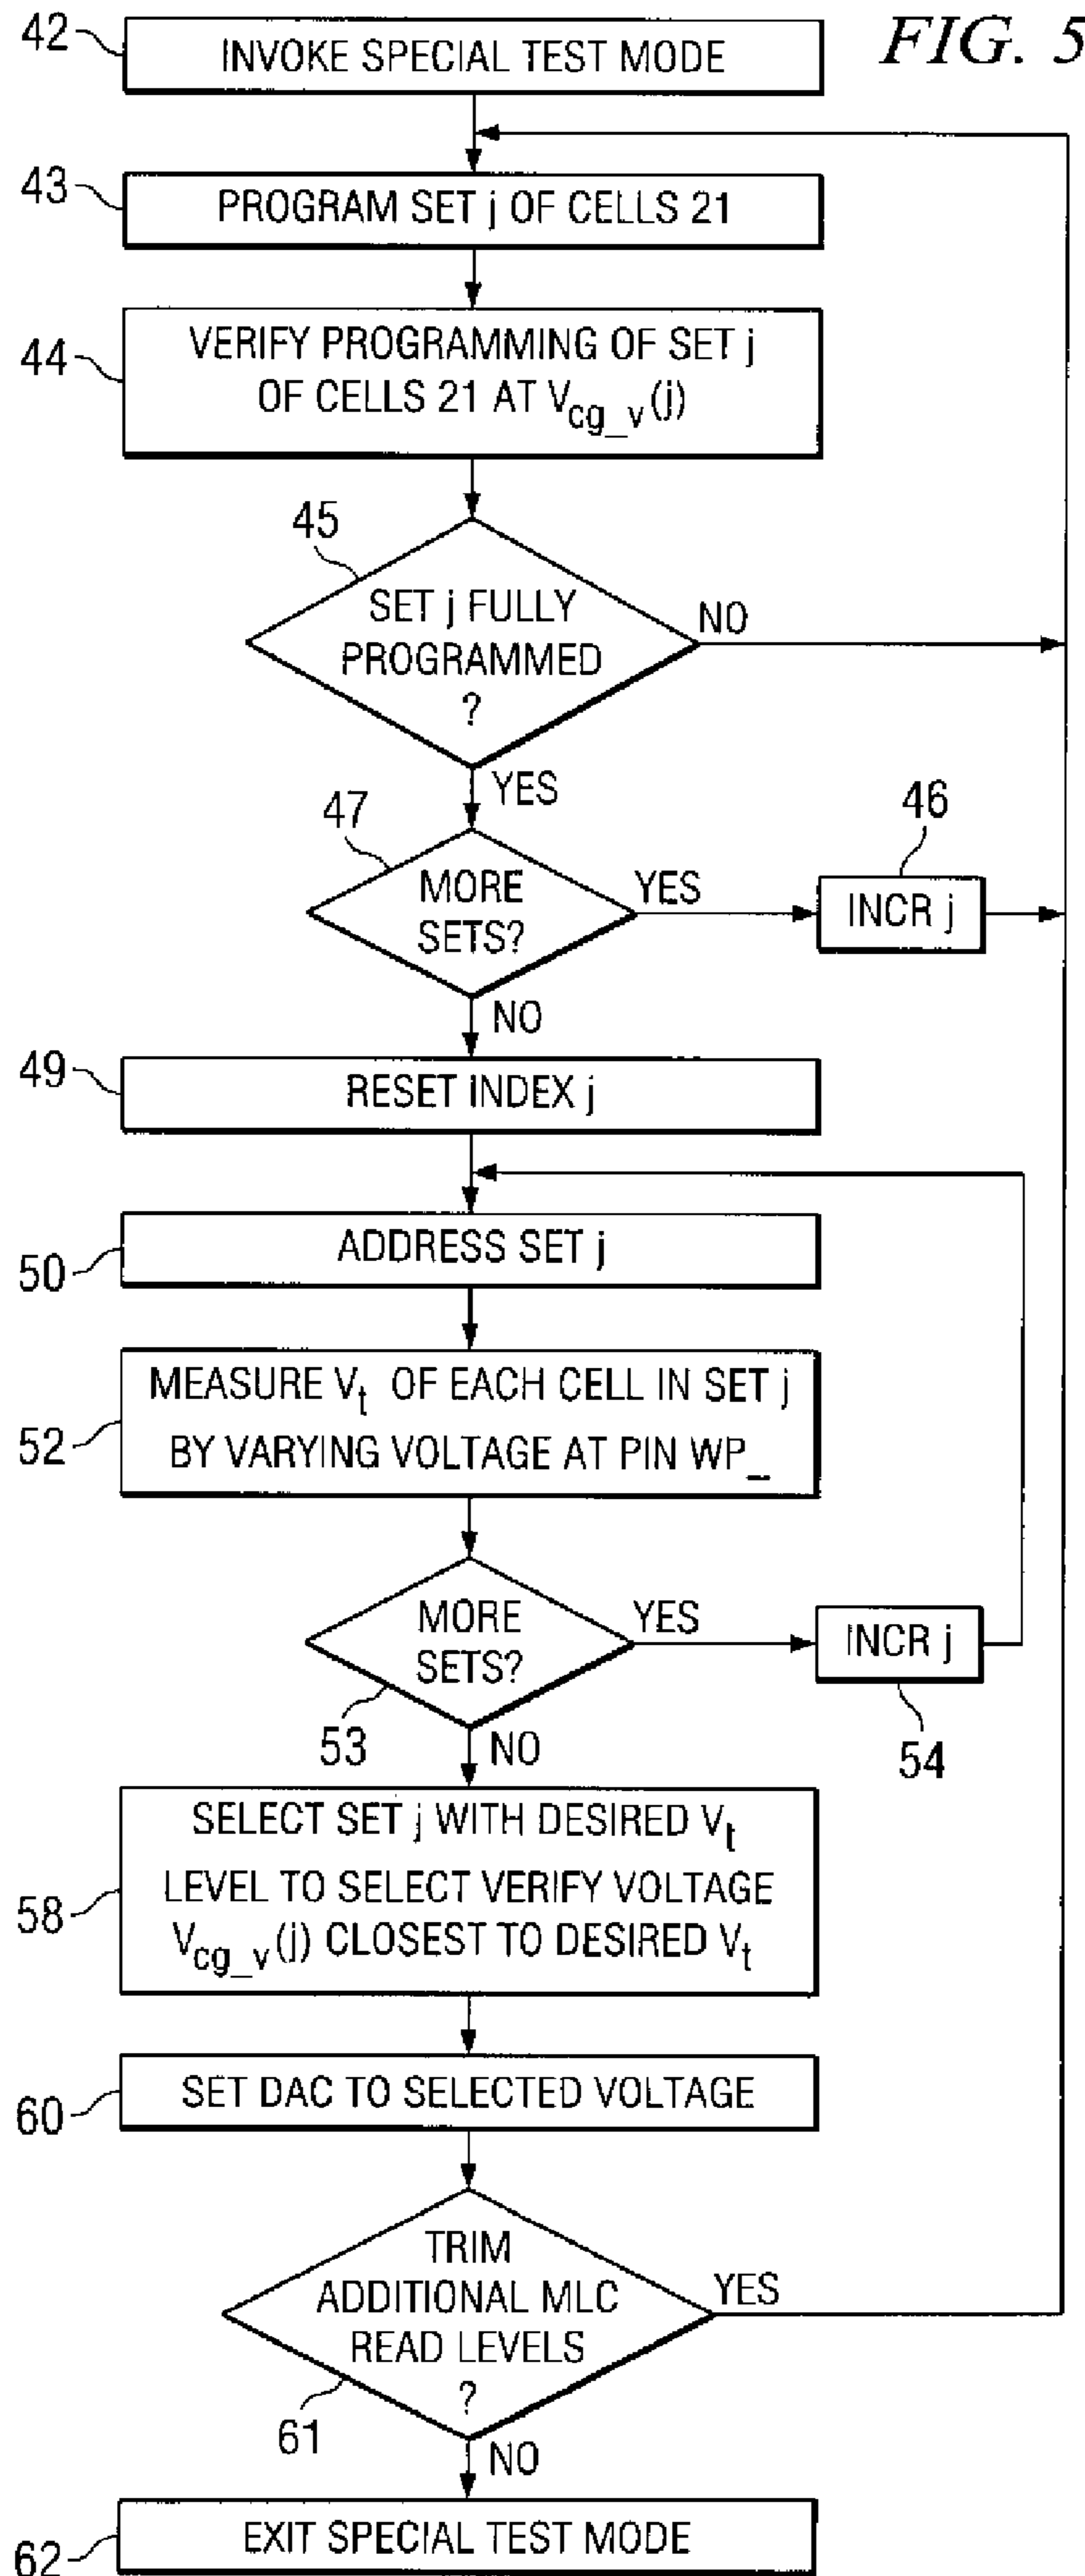 FIG. 5
42
INVOKE SPECIAL TEST MODE
43
PROGRAM SET j OF CELLS 21
44
VERIFY PROGRAMMING OF SET j
OF CELLS 21 AT Vcg_v(j)
45
SET j FULLY
PROGRAMMED
?
NO
YES
47
MORE
SETS?
YES
46
INCR j
NO
49
RESET INDEX j
50
ADDRESS SET j
52
MEASURE Vt OF EACH CELL IN SET j
BY VARYING VOLTAGE AT PIN WP_
53
MORE
SETS?
YES
INCR j
54
NO
58
SELECT SET j WITH DESIRED Vt
LEVEL TO SELECT VERIFY VOLTAGE
Vcg_v(j) CLOSEST TO DESIRED Vt
60
SET DAC TO SELECTED VOLTAGE
TRIM
ADDITIONAL MLC
READ LEVELS
?
YES
61
NO
62
EXIT SPECIAL TEST MODE